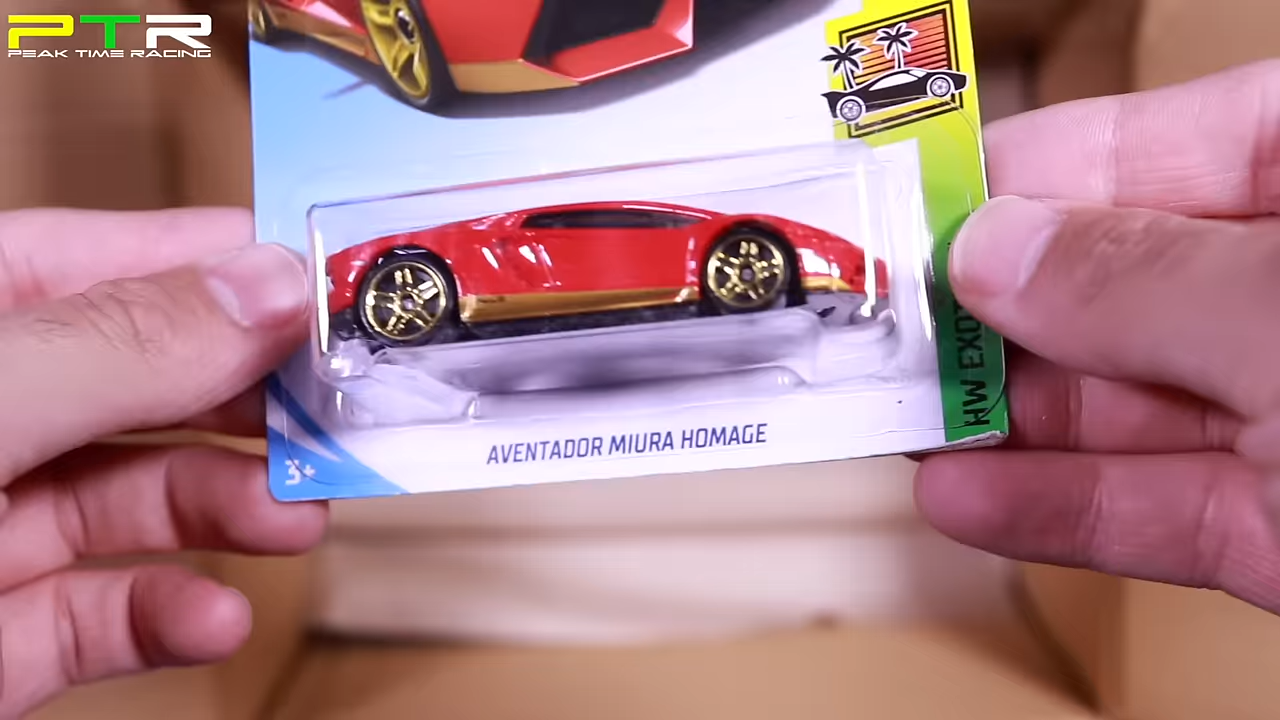 PTR
PEAK TIME RACING
AVENTADOR MIURA HOMAGE
3+
HW EXOT